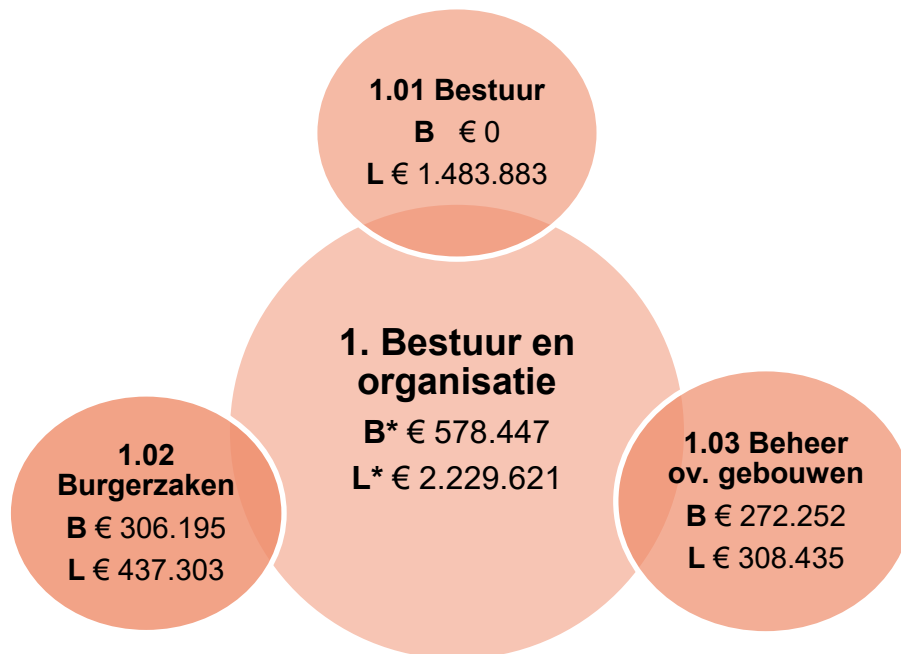 1.01 Bestuur
B € 0
L € 1.483.883
1. Bestuur en
organisatie
B* € 578.447
L* € 2.229.621
1.02
Burgerzaken
B € 306.195
L € 437.303
1.03 Beheer
ov. gebouwen
B € 272.252
L € 308.435